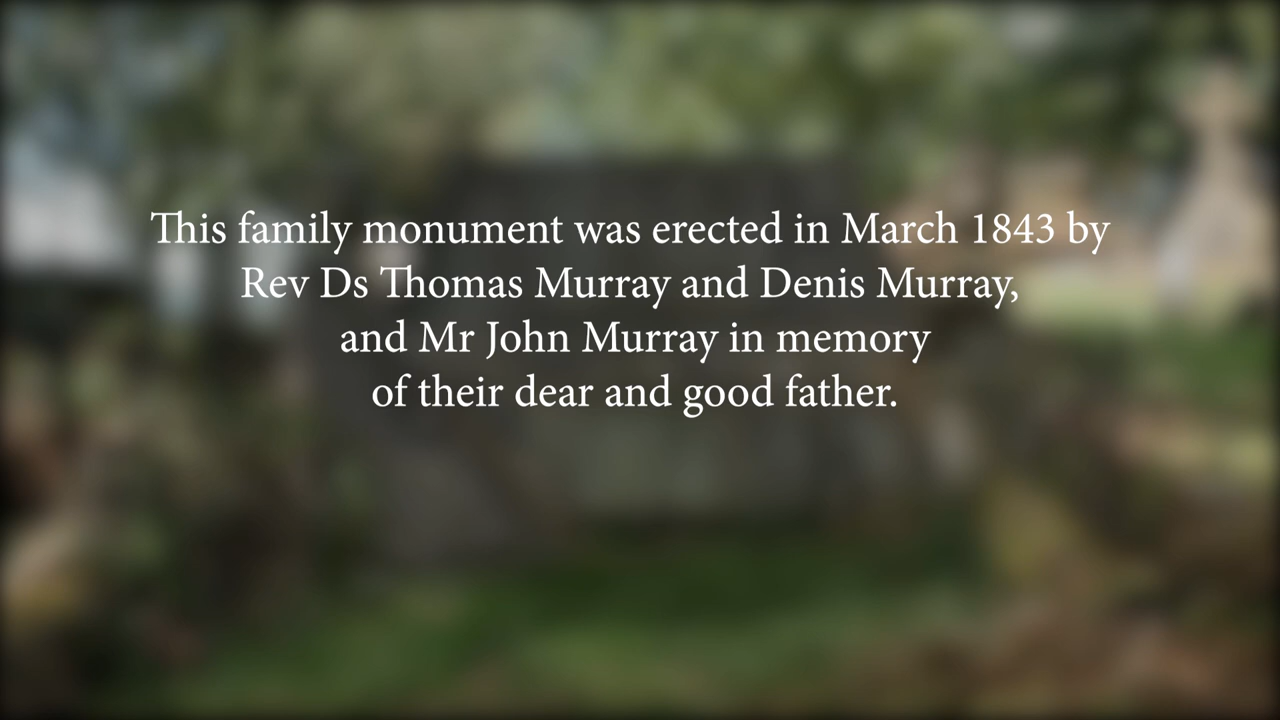 This family monument was erected in March 1843 by
Rev Ds Thomas Murray and Denis Murray,
and Mr John Murray in memory
of their dear and good father.